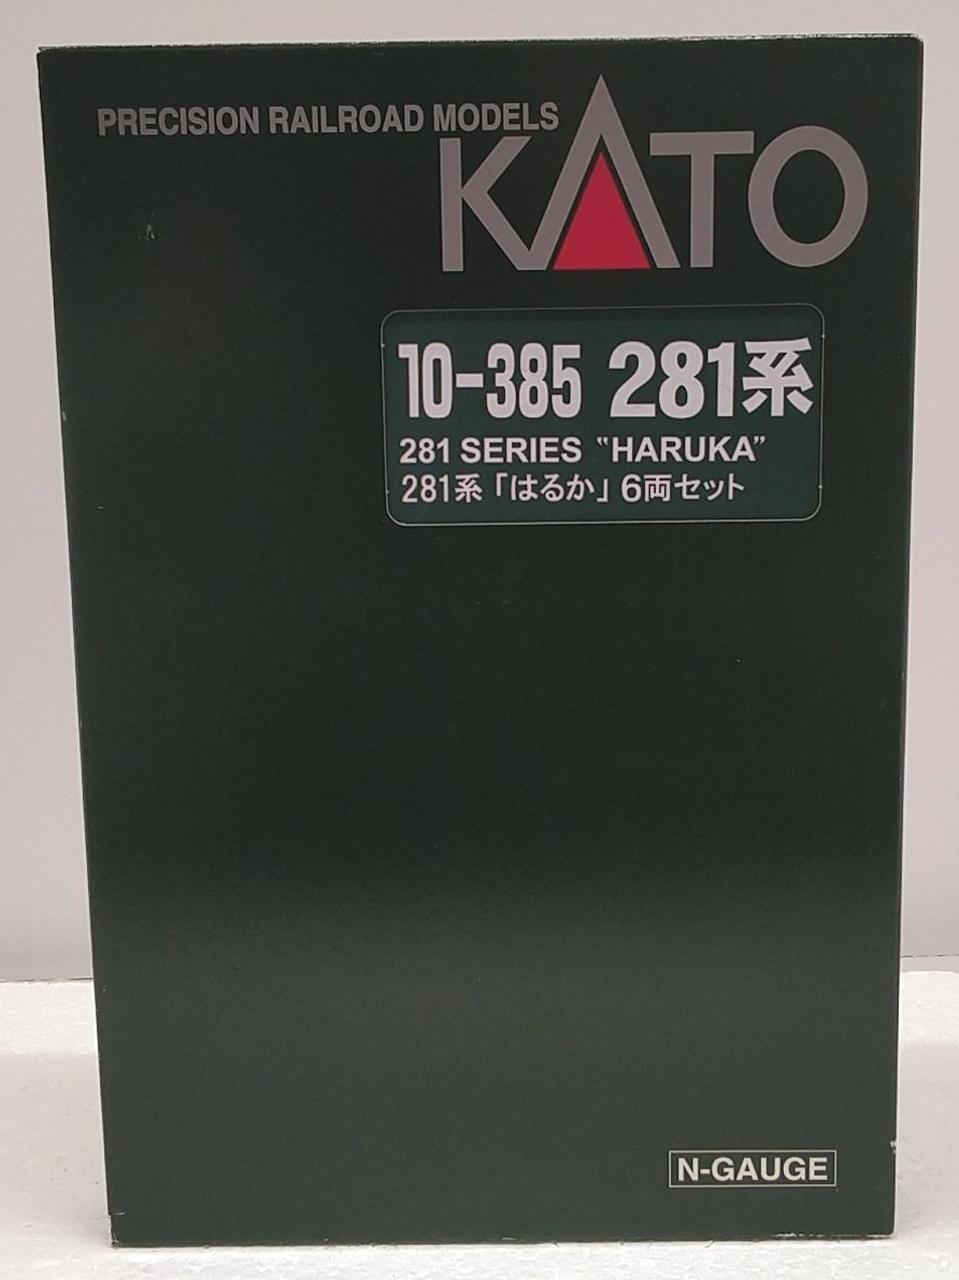 PRECISION RAILROAD MODELS
KATO
10-385 281系
281 SERIES "HARUKA"
281系「はるか」6両セット
N-GAUGE